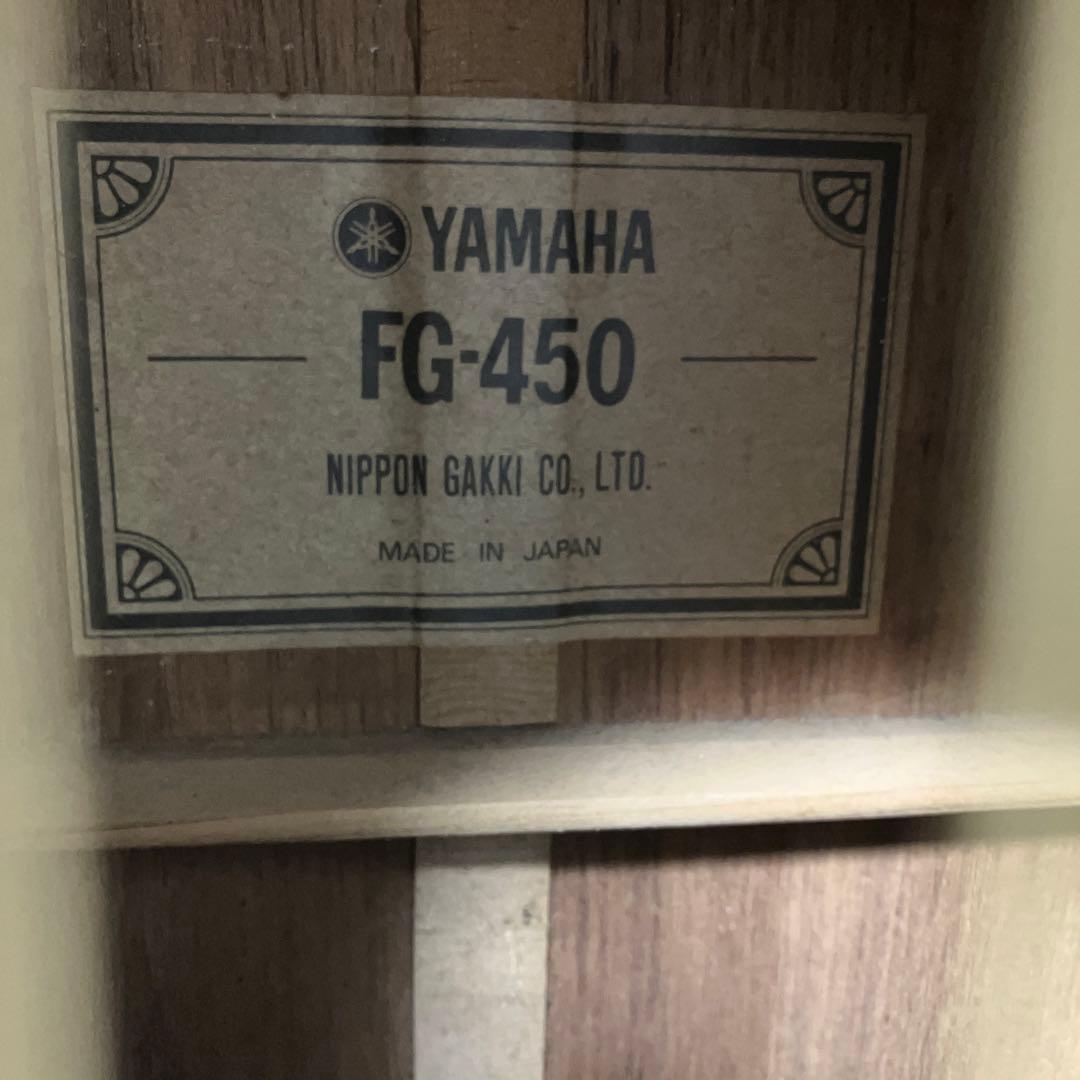 YAMAHA
FG-450
NIPPON GAKKI CO., LTD.
MADE IN JAPAN